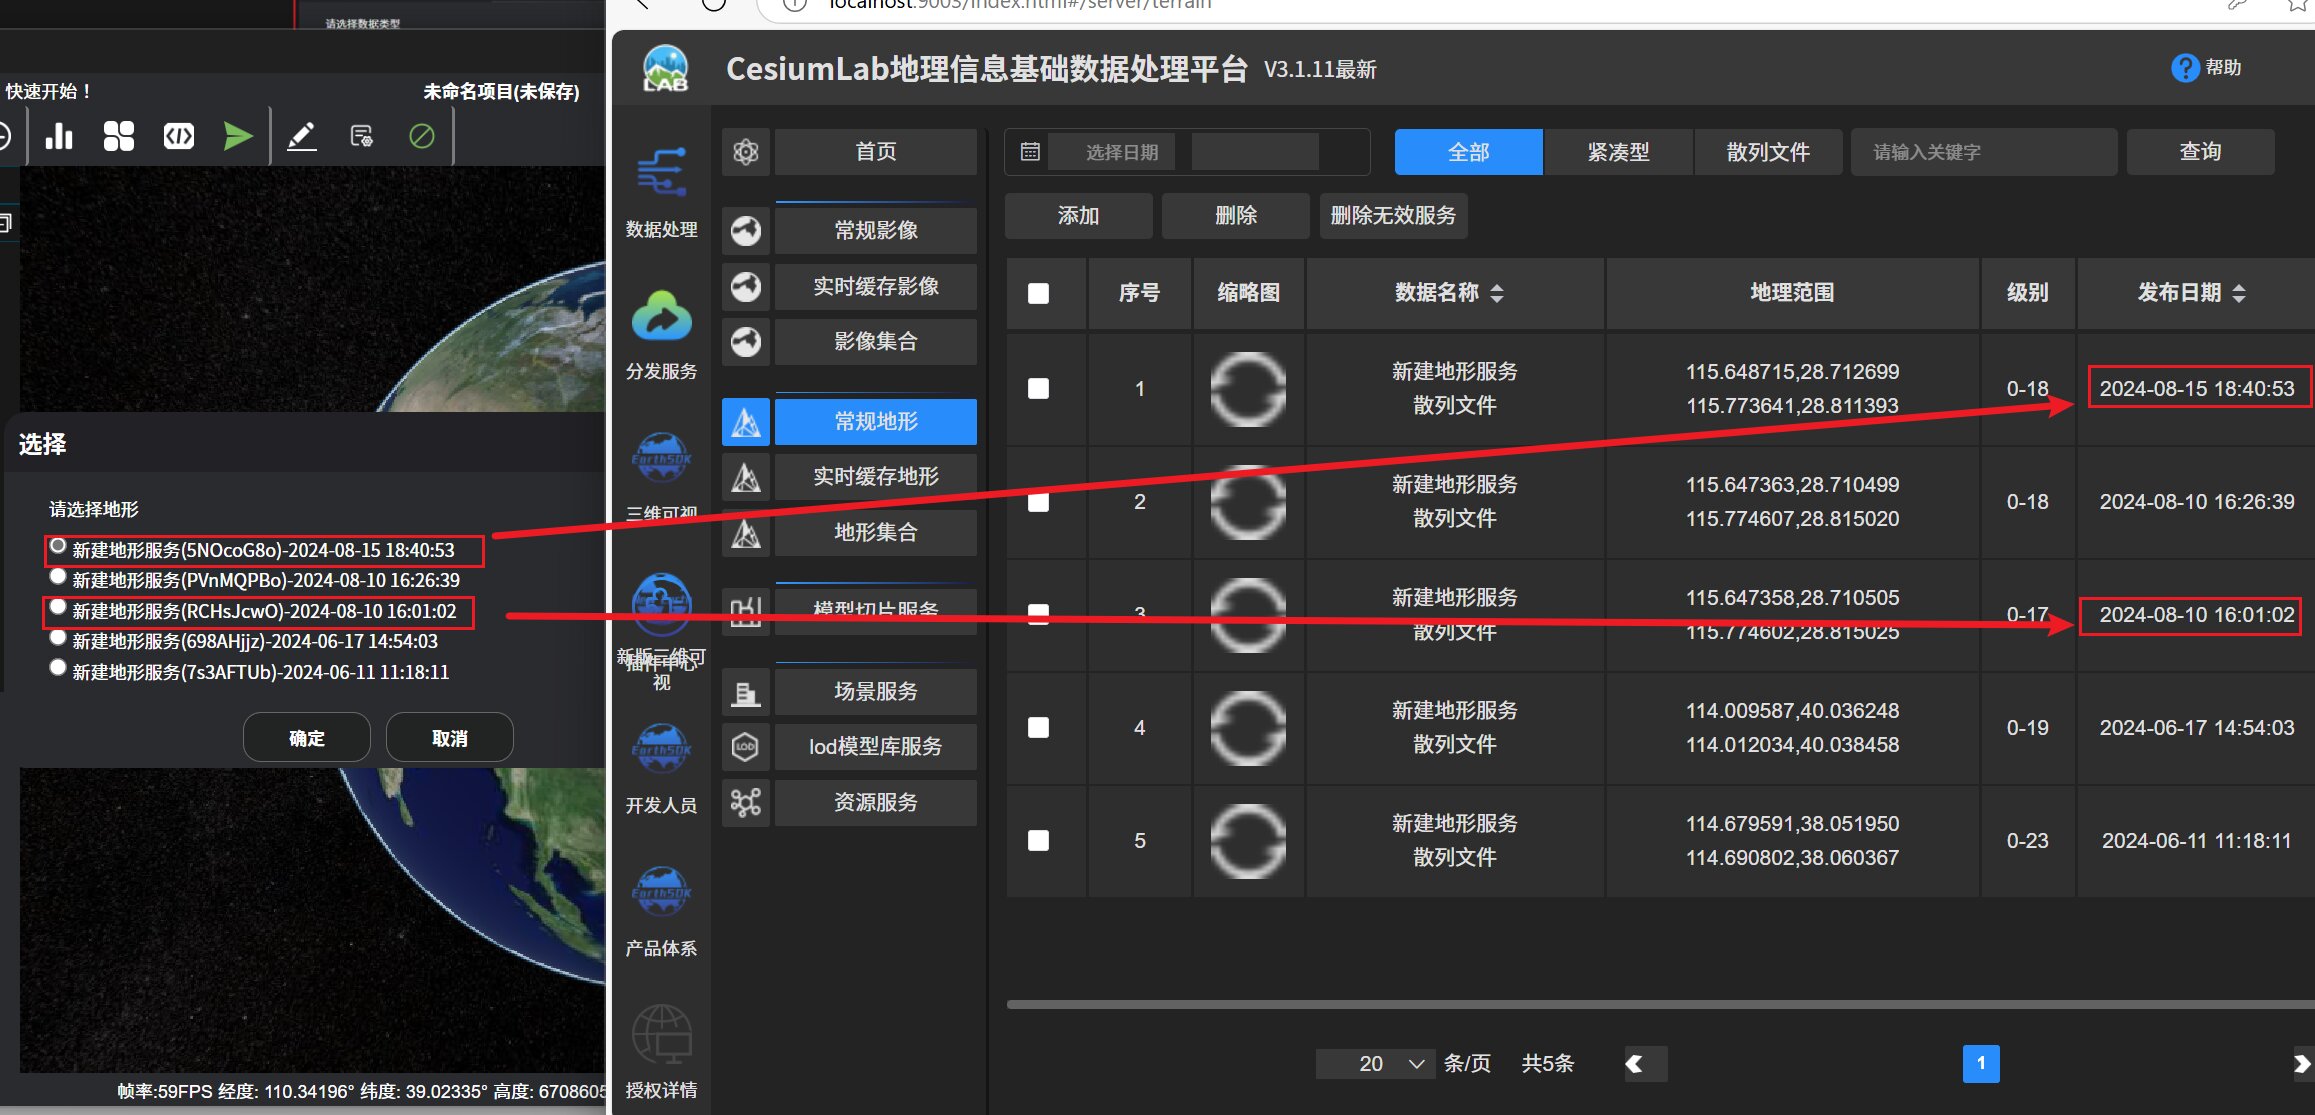 请选择数据类型
快速开始！
未命名项目(未保存)
选择
请选择地形
新建地形服务(5NOcoG8o)-2024-08-15 18:40:53
新建地形服务(PVnMQPBo)-2024-08-10 16:26:39
新建地形服务(RCHsJcwO)-2024-08-10 16:01:02
新建地形服务(698AHjjz)-2024-06-17 14:54:03
新建地形服务(7s3AFTUb)-2024-06-11 11:18:11
确定
取消
帧率:59FPS 经度: 110.34196° 纬度: 39.02335° 高度: 6708605
localhost:9003/index.html#/server/terrain
LAB
CesiumLab地理信息基础数据处理平台 V3.1.11最新
帮助
数据处理
分发服务
EarthSDK
三维可视
新版三维可视
插件中心
EarthSDK
开发人员
EarthSDK
产品体系
授权详情
首页
常规影像
实时缓存影像
影像集合
常规地形
实时缓存地形
地形集合
模型切片服务
场景服务
LOD
lod模型库服务
资源服务
选择日期
全部
紧凑型
散列文件
请输入关键字
查询
添加
删除
删除无效服务
序号 缩略图 数据名称 地理范围 级别 发布日期
1 新建地形服务 散列文件 115.648715,28.712699 115.773641,28.811393 0-18 2024-08-15 18:40:53
2 新建地形服务 散列文件 115.647363,28.710499 115.774607,28.815020 0-18 2024-08-10 16:26:39
3 新建地形服务 散列文件 115.647358,28.710505 115.774602,28.815025 0-17 2024-08-10 16:01:02
4 新建地形服务 散列文件 114.009587,40.036248 114.012034,40.038458 0-19 2024-06-17 14:54:03
5 新建地形服务 散列文件 114.679591,38.051950 114.690802,38.060367 0-23 2024-06-11 11:18:11
20 条/页 共5条
1